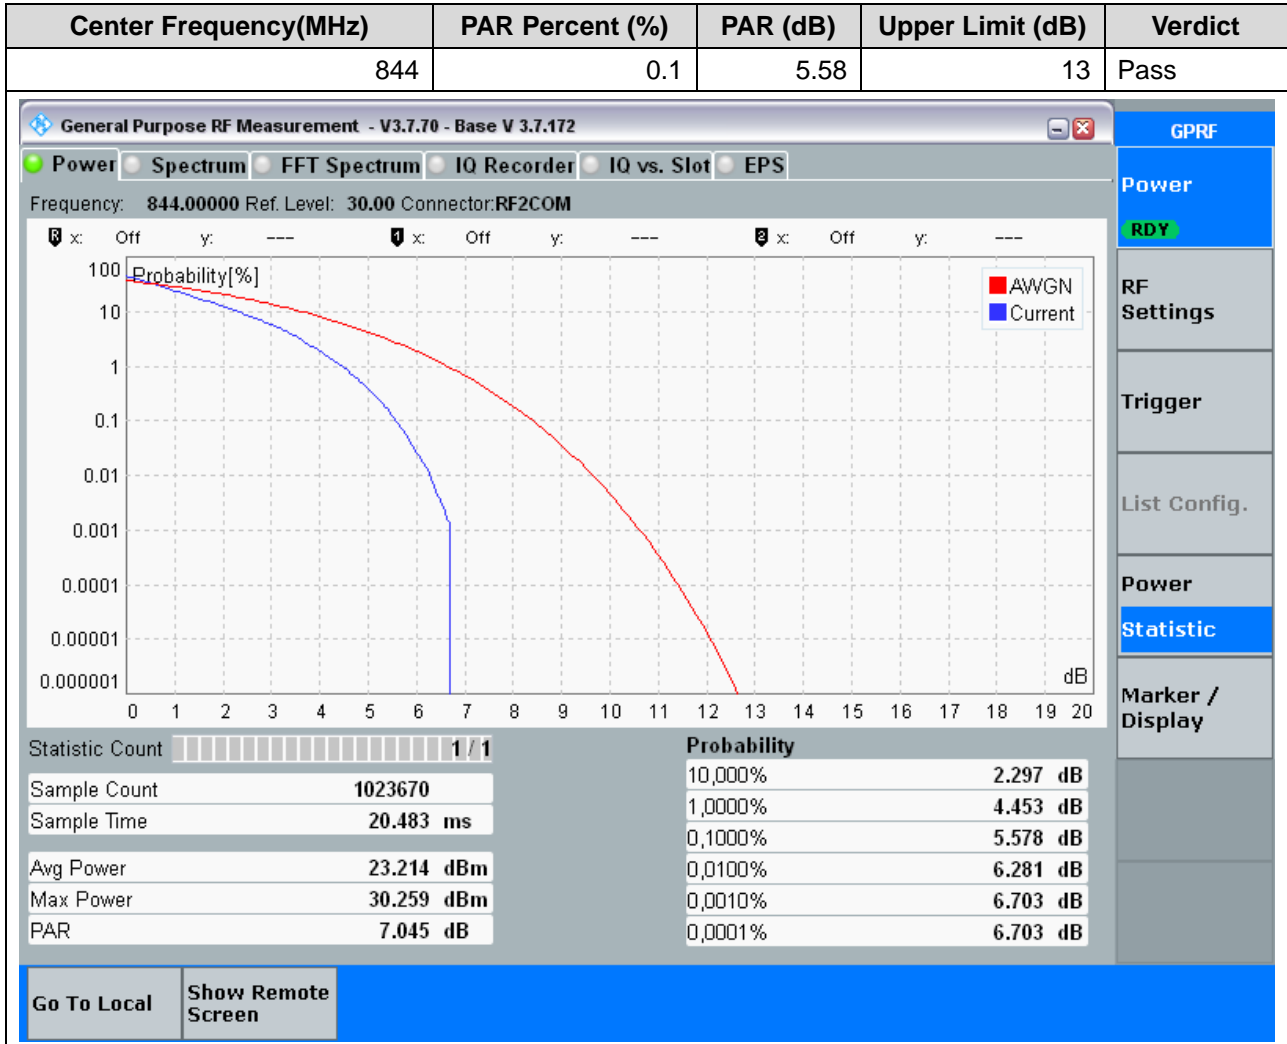 Center Frequency(MHz) PAR Percent (%) PAR (dB) Upper Limit (dB) Verdict
844 0.1 5.58 13 Pass
General Purpose RF Measurement - V3.7.70 - Base V 3.7.172
GPRF
Power Spectrum FFT Spectrum IQ Recorder IQ vs. Slot EPS
Frequency: 844.00000 Ref. Level: 30.00 Connector:RF2COM
R x: Off y: --- 1 x: Off y: --- 2 x: Off y: ---
Probability[%]
AWGN
Current
100
10
1
0.1
0.01
0.001
0.0001
0.00001
0.000001
dB
0 1 2 3 4 5 6 7 8 9 10 11 12 13 14 15 16 17 18 19 20
Statistic Count 1 / 1
Sample Count 1023670
Sample Time 20.483 ms
Avg Power 23.214 dBm
Max Power 30.259 dBm
PAR 7.045 dB
Probability
10,000% 2.297 dB
1,0000% 4.453 dB
0,1000% 5.578 dB
0,0100% 6.281 dB
0,0010% 6.703 dB
0,0001% 6.703 dB
Power
RDY
RF
Settings
Trigger
List Config.
Power
Statistic
Marker /
Display
Go To Local
Show Remote
Screen